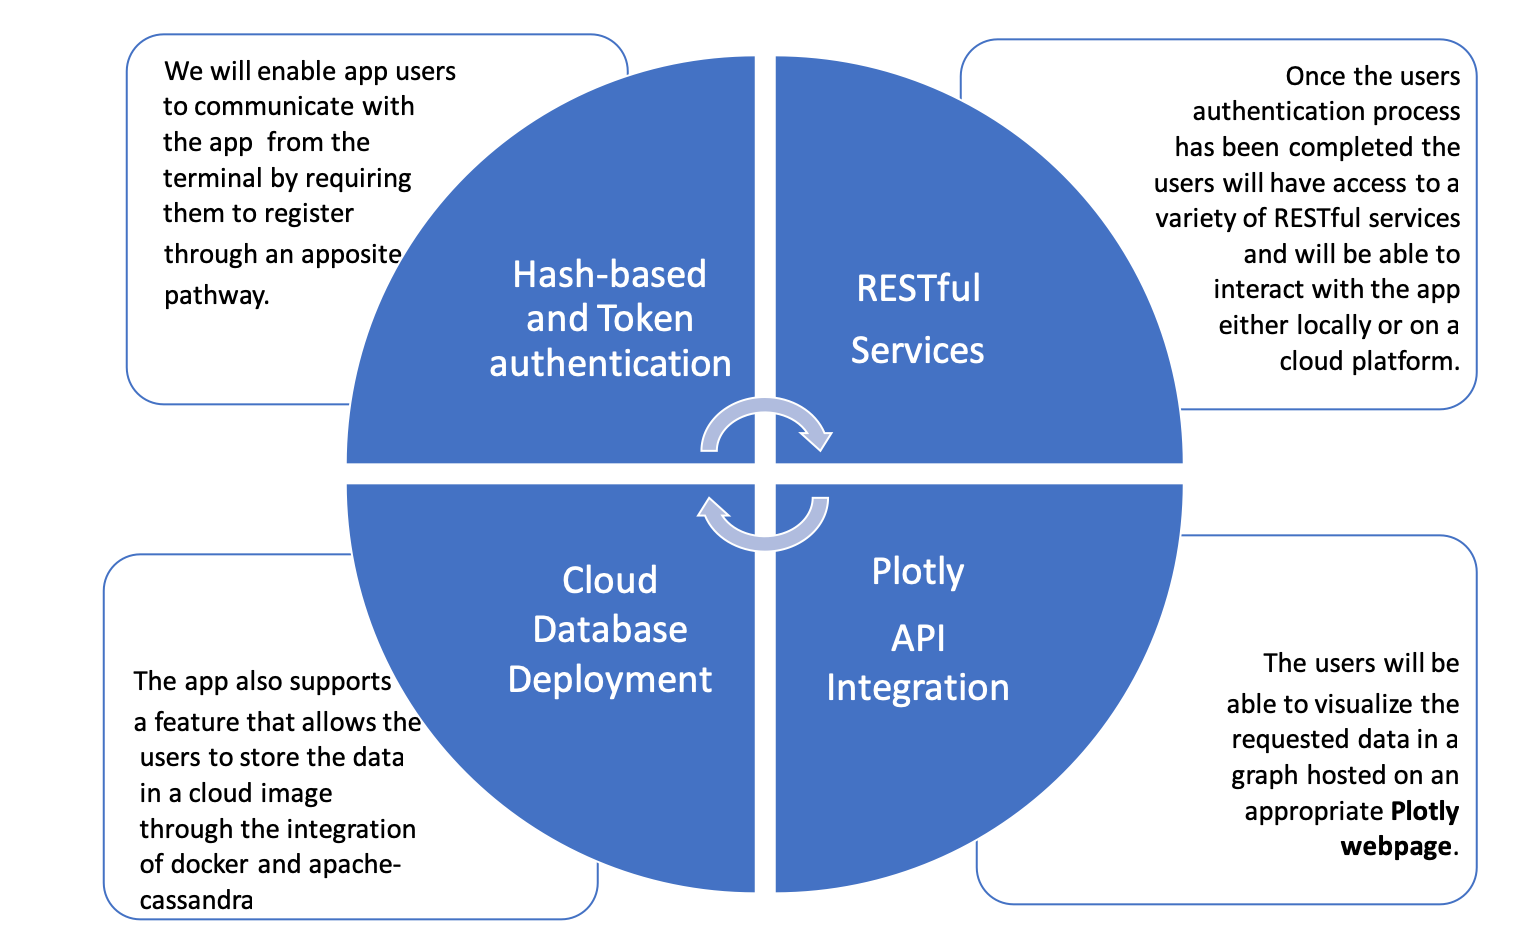 We will enable app users
to communicate with
the app  from the
terminal by requiring
them to register
through an apposite
pathway.
Hash-based
and Token
authentication
RESTful
Services
Once the users
authentication process
has been completed the
users will have access to a
variety of RESTful services
and will be able to
interact with the app
either locally or on a
cloud platform.
The app also supports
a feature that allows the
users to store the data
in a cloud image
through the integration
of docker and apache-
cassandra
Cloud
Database
Deployment
Plotly
API
Integration
The users will be
able to visualize the
requested data in a
graph hosted on an
appropriate Plotly
webpage.